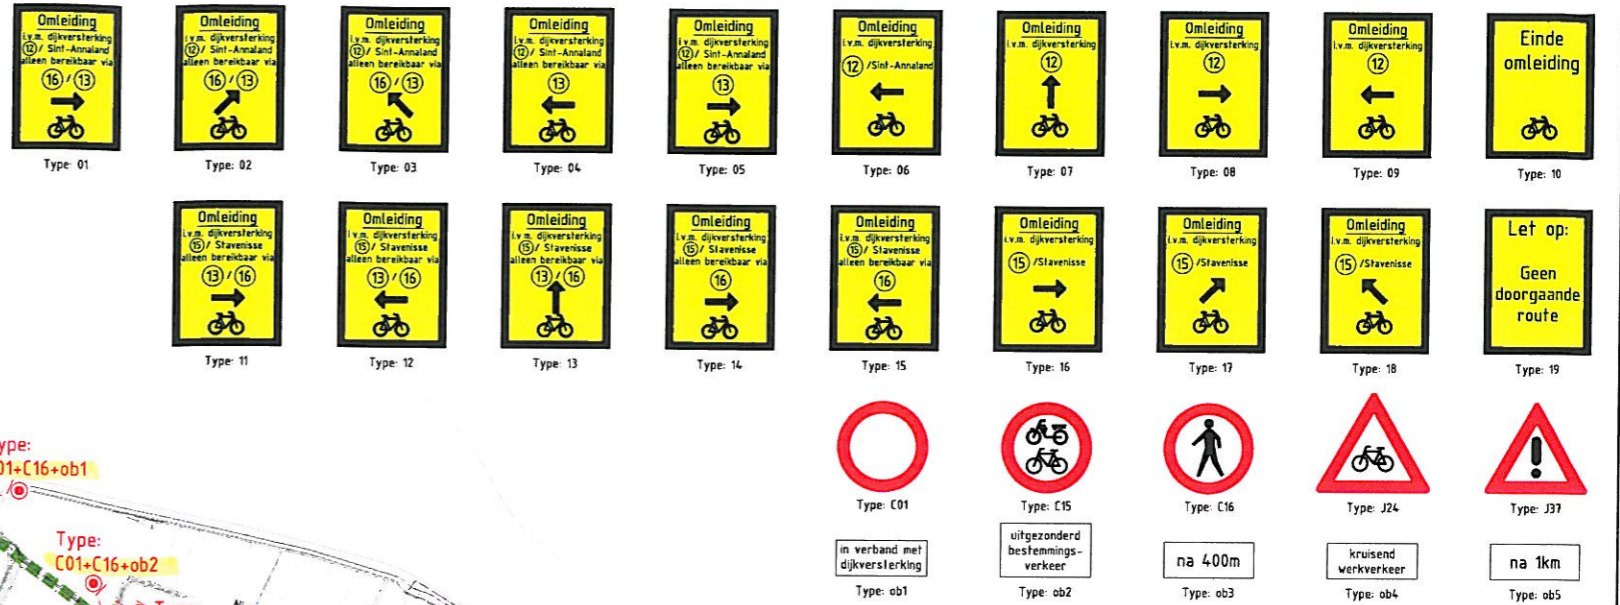 Omleiding
i.v.m. dijkversterking
12 / Sint-Annaland
alleen bereikbaar via
16 / 13
Type: 01
Omleiding
i.v.m. dijkversterking
12 / Sint-Annaland
alleen bereikbaar via
16 / 13
Type: 02
Omleiding
i.v.m. dijkversterking
12 / Sint-Annaland
alleen bereikbaar via
16 / 13
Type: 03
Omleiding
i.v.m. dijkversterking
12 / Sint-Annaland
alleen bereikbaar via
13
Type: 04
Omleiding
i.v.m. dijkversterking
12 / Sint-Annaland
alleen bereikbaar via
13
Type: 05
Omleiding
i.v.m. dijkversterking
12 /Sint-Annaland
Type: 06
Omleiding
i.v.m. dijkversterking
12
Type: 07
Omleiding
i.v.m. dijkversterking
12
Type: 08
Omleiding
i.v.m. dijkversterking
12
Type: 09
Einde
omleiding
Type: 10
Omleiding
i.v.m. dijkversterking
15 / Stavenisse
alleen bereikbaar via
13 / 16
Type: 11
Omleiding
i.v.m. dijkversterking
15 / Stavenisse
alleen bereikbaar via
13 / 16
Type: 12
Omleiding
i.v.m. dijkversterking
15 / Stavenisse
alleen bereikbaar via
13 / 16
Type: 13
Omleiding
i.v.m. dijkversterking
15 / Stavenisse
alleen bereikbaar via
16
Type: 14
Omleiding
i.v.m. dijkversterking
15 / Stavenisse
alleen bereikbaar via
16
Type: 15
Omleiding
i.v.m. dijkversterking
15 /Stavenisse
Type: 16
Omleiding
i.v.m. dijkversterking
15 /Stavenisse
Type: 17
Omleiding
i.v.m. dijkversterking
15 /Stavenisse
Type: 18
Let op:
Geen
doorgaande
route
Type: 19
Type: C01
Type: C15
Type: C16
Type: J24
Type: J37
in verband met
dijkversterking
Type: ob1
uitgezonderd
bestemmings-
verkeer
Type: ob2
na 400m
Type: ob3
kruisend
werkverkeer
Type: ob4
na 1km
Type: ob5
ype:
01+C16+ob1
Type:
C01+C16+ob2